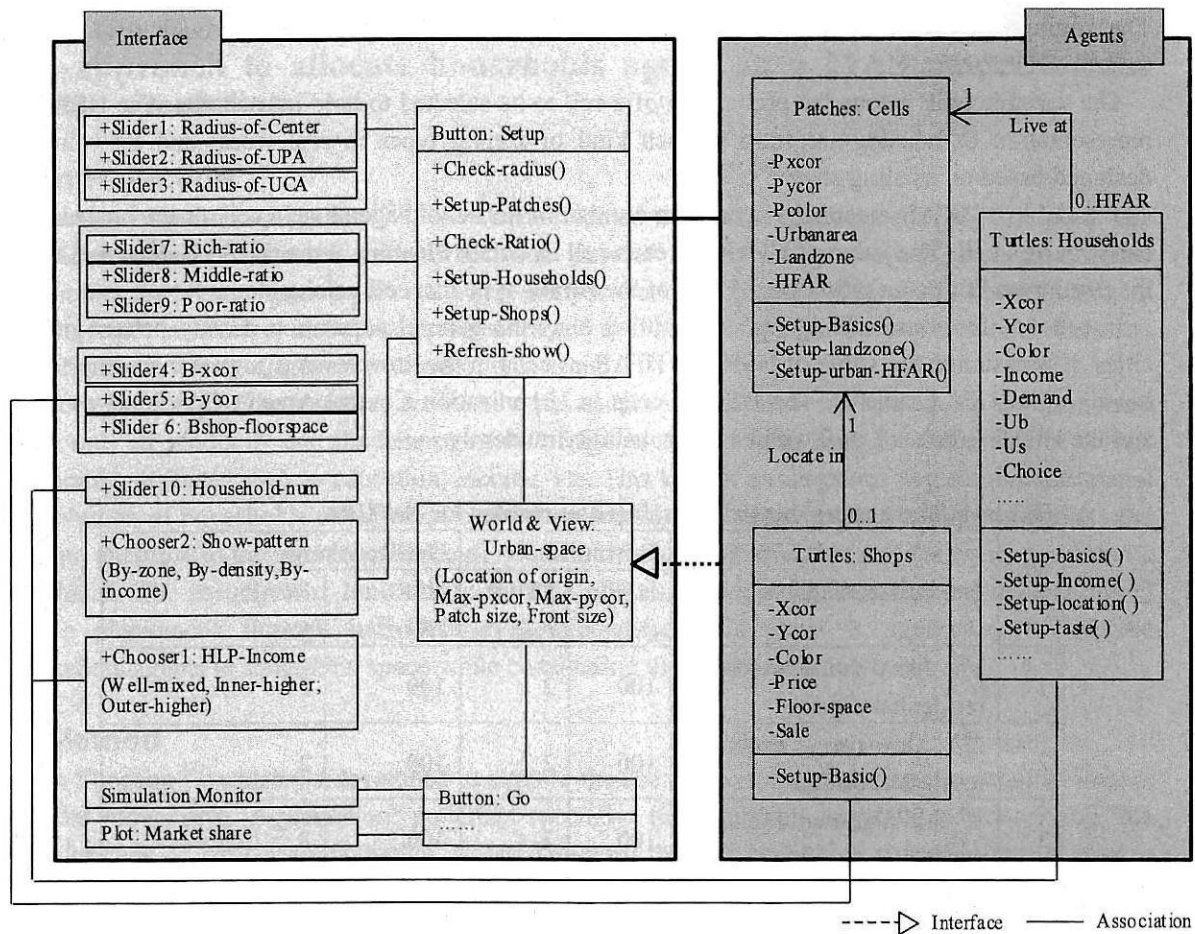 Interface
+Slider1: Radius-of-Center
+Slider2: Radius-of-UPA
+Slider3: Radius-of-UCA
+Slider7: Rich-ratio
+Slider8: Middle-ratio
+Slider9: Poor-ratio
+Slider4: B-xcor
+Slider5: B-ycor
+Slider 6: Bshop-floorspace
+Slider10: Household-num
+Chooser2: Show-pattern
(By-zone, By-density,By-
income)
+Chooser1: HLP-Income
(Well-mixed, Inner-higher;
Outer-higher)
Simulation Monitor
Plot: Market share
Button: Setup
+Check-radius()
+Setup-Patches()
+Check-Ratio()
+Setup-Households()
+Setup-Shops()
+Refresh-show()
World & View:
Urban-space
(Location of origin,
Max-pxcor, Max-pycor,
Patch size, Front size)
Button: Go
......
Agents
Patches: Cells
-Pxcor
-Pycor
-Pcolor
-Urbanarea
-Landzone
-HFAR
-Setup-Basics()
-Setup-landzone()
-Setup-urban-HFAR()
1
Live at
0..HFAR
Turtles: Households
-Xcor
-Ycor
-Color
-Income
-Demand
-Ub
-Us
-Choice
.....
-Setup-basics()
-Setup-Income( )
-Setup-location( )
-Setup-taste( )
......
1
Locate in
0..1
Turtles: Shops
-Xcor
-Ycor
-Color
-Price
-Floor-space
-Sale
-Setup-Basic()
Interface
Association